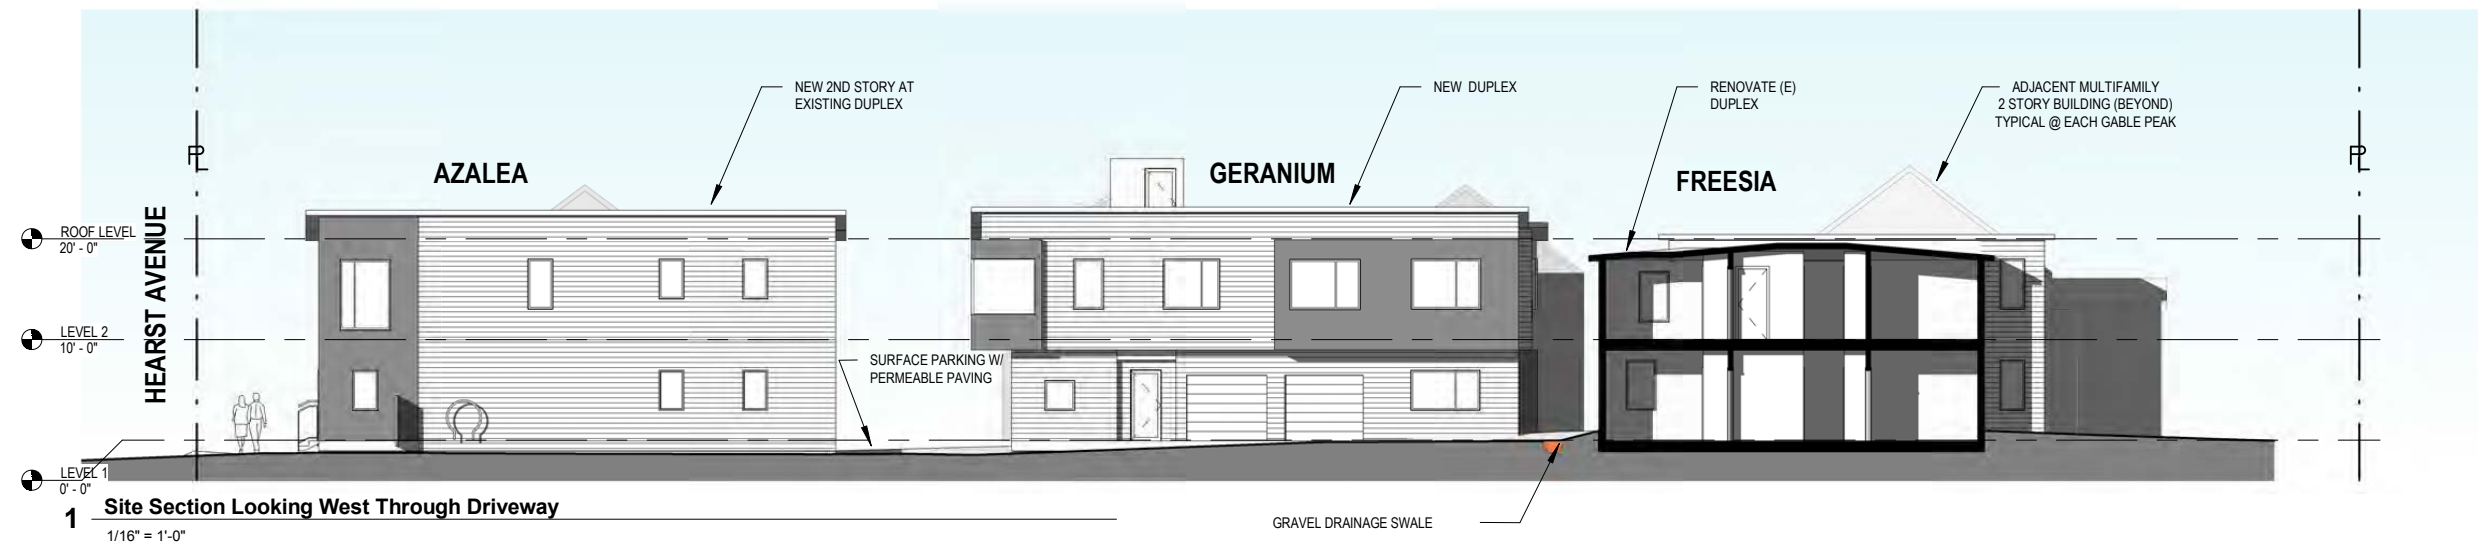 NEW 2ND STORY AT
EXISTING DUPLEX
NEW DUPLEX
RENOVATE (E)
DUPLEX
ADJACENT MULTIFAMILY
2 STORY BUILDING (BEYOND)
TYPICAL @ EACH GABLE PEAK
PL
PL
AZALEA
GERANIUM
FREESIA
HEARST AVENUE
ROOF LEVEL
20' - 0"
LEVEL 2
10' - 0"
SURFACE PARKING W/
PERMEABLE PAVING
LEVEL 1
0' - 0"
1 Site Section Looking West Through Driveway
1/16" = 1'-0"
GRAVEL DRAINAGE SWALE